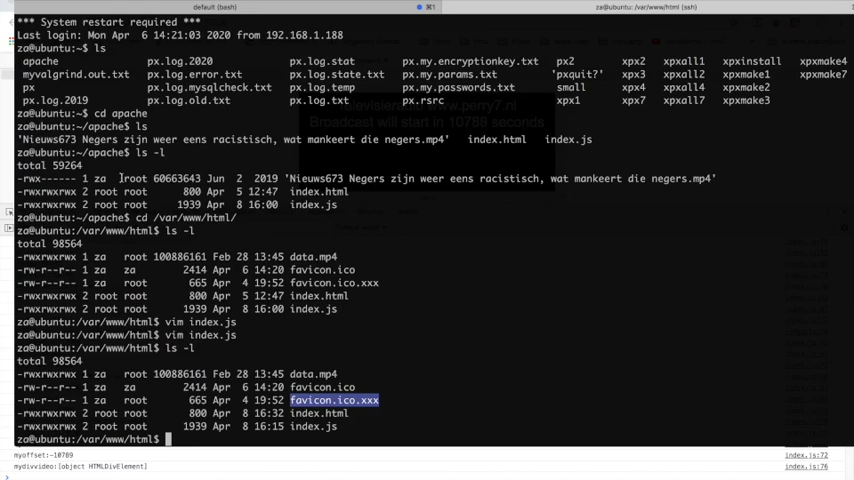 default (bash)
⌘1
za@ubuntu: /var/www/html (ssh)
*** System restart required ***
Last login: Mon Apr  6 14:21:03 2020 from 192.168.1.188
za@ubuntu:~$ ls
apache px.log.2020 px.log.stat px.my.encryptionkey.txt px2 xpxall1 xpxinstall xpxmake4
myvalgrind.out.txt px.log.error.txt px.log.state.txt px.my.params.txt 'pxquit?' xpxall2 xpxmake1 xpxmake7
px px.log.mysqlcheck.txt px.log.temp px.my.passwords.txt small xpxall4 xpxmake2
px.log.2019 px.log.old.txt px.log.txt px.rsrc xpx1 xpx7 xpxmake3
za@ubuntu:~$ cd apache
televisieradio www.perry7.nl
Broadcast will start in 10788 seconds
za@ubuntu:~/apache$ ls
'Nieuws673 Negers zijn weer eens racistisch, wat mankeert die negers.mp4' index.html index.js
za@ubuntu:~/apache$ ls -l
total 59264
-rwx------ 1 za root 60663643 Jun  2  2019 'Nieuws673 Negers zijn weer eens racistisch, wat mankeert die negers.mp4'
-rwxrwxrwx 2 root root 800 Apr  5 12:47 index.html
-rwxrwxrwx 2 root root 1939 Apr  8 16:00 index.js
za@ubuntu:~/apache$ cd /var/www/html/
za@ubuntu:/var/www/html$ ls -l
total 98564
-rwxrwxrwx 1 za root 100886161 Feb 28 13:45 data.mp4
-rw-r--r-- 1 za za 2414 Apr  6 14:20 favicon.ico
-rw-r--r-- 1 za root 665 Apr  4 19:52 favicon.ico.xxx
-rwxrwxrwx 2 root root 800 Apr  5 12:47 index.html
-rwxrwxrwx 2 root root 1939 Apr  8 16:00 index.js
za@ubuntu:/var/www/html$ vim index.js
za@ubuntu:/var/www/html$ vim index.js
za@ubuntu:/var/www/html$ ls -l
total 98564
-rwxrwxrwx 1 za root 100886161 Feb 28 13:45 data.mp4
-rw-r--r-- 1 za za 2414 Apr  6 14:20 favicon.ico
-rw-r--r-- 1 za root 665 Apr  4 19:52 favicon.ico.xxx
-rwxrwxrwx 2 root root 800 Apr  8 16:32 index.html
-rwxrwxrwx 2 root root 1939 Apr  8 16:15 index.js
za@ubuntu:/var/www/html$
myoffset:-10789 index.js:72
mydivvideo:[object HTMLDivElement] index.js:76